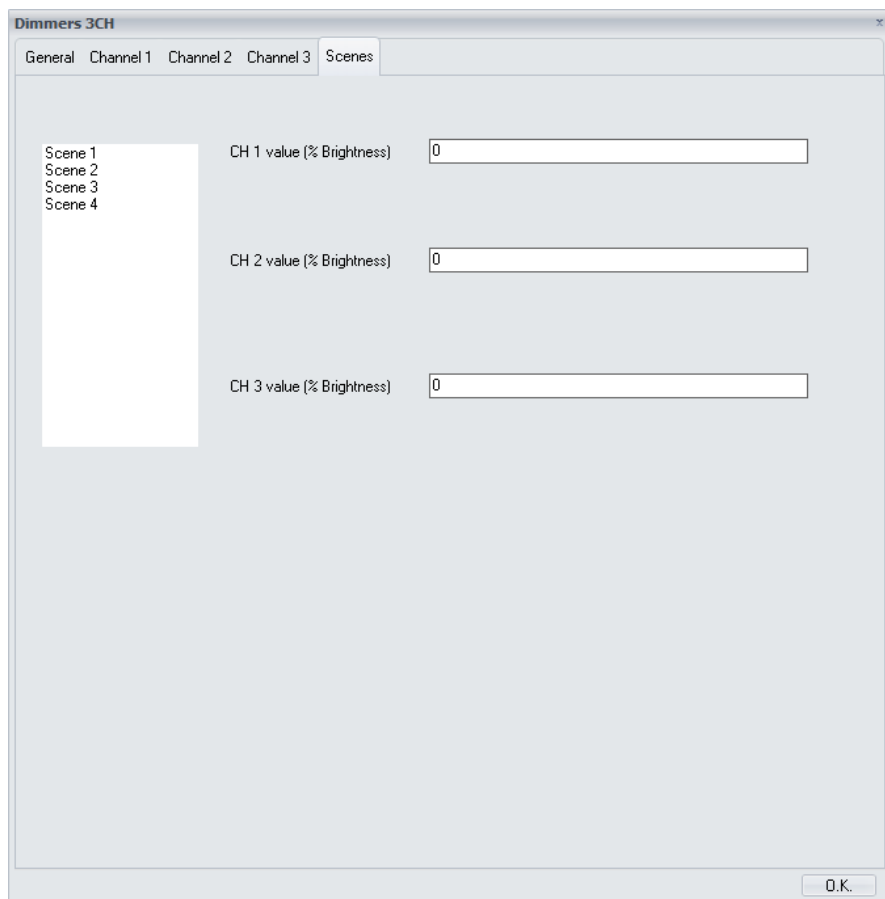 Dimmers 3CH
x
General Channel 1 Channel 2 Channel 3 Scenes
Scene 1
Scene 2
Scene 3
Scene 4
CH 1 value (% Brightness) 0
CH 2 value (% Brightness) 0
CH 3 value (% Brightness) 0
O.K.